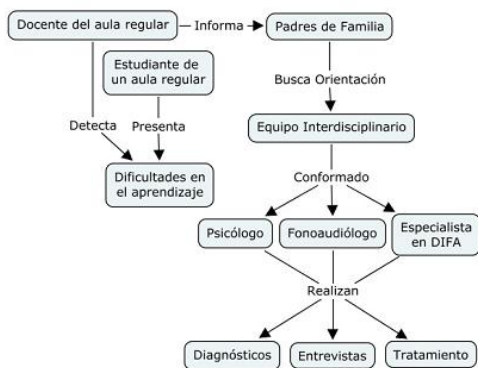 Docente del aula regular
Informa
Padres de Familia
Estudiante de
un aula regular
Busca Orientación
Detecta
Presenta
Equipo Interdisciplinario
Dificultades en
el aprendizaje
Conformado
Psicólogo
Fonoaudiólogo
Especialista
en DIFA
Realizan
Diagnósticos
Entrevistas
Tratamiento